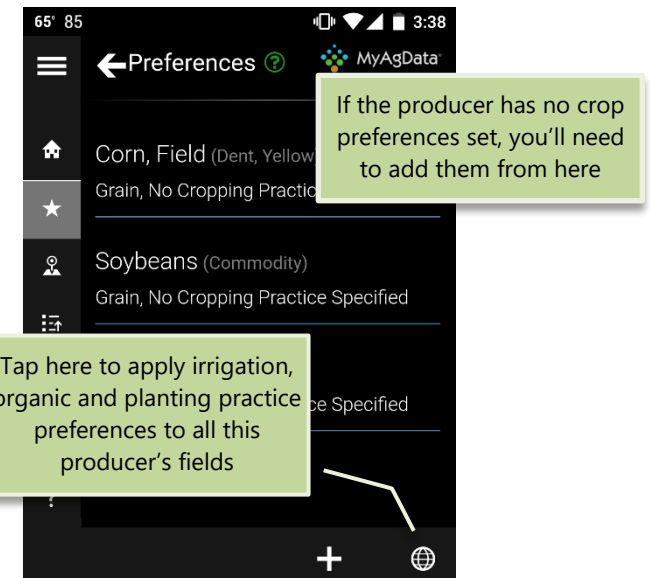 65° 85
3:38
Preferences ?
MyAgData
If the producer has no crop
preferences set, you'll need
to add them from here
Corn, Field (Dent, Yellow)
Grain, No Cropping Practic
Soybeans (Commodity)
Grain, No Cropping Practice Specified
Tap here to apply irrigation,
organic and planting practice
preferences to all this
producer's fields
ce Specified
?